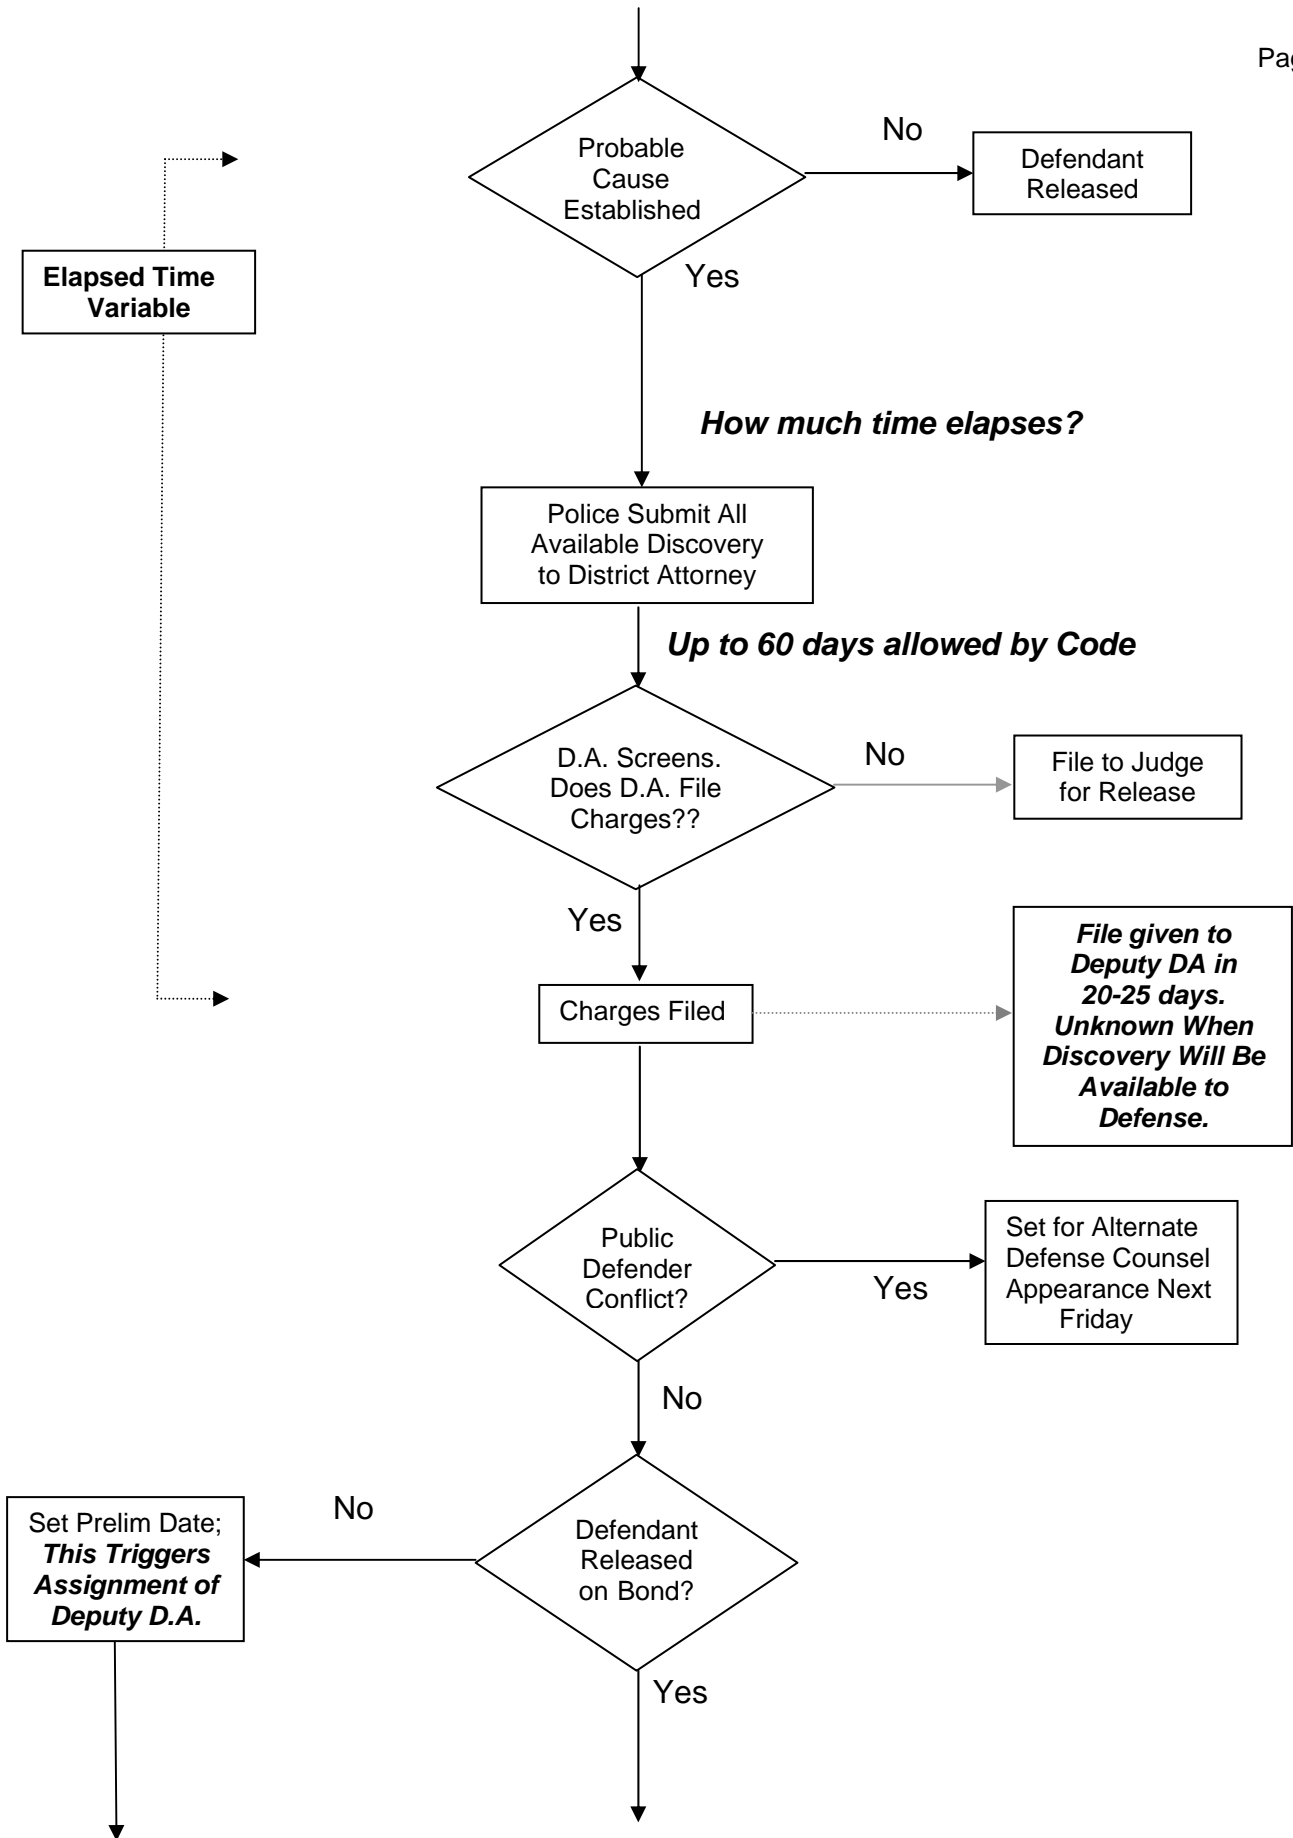 Pag
Probable
Cause
Established
No
Defendant
Released
Yes
Elapsed Time
Variable
How much time elapses?
Police Submit All
Available Discovery
to District Attorney
Up to 60 days allowed by Code
D.A. Screens.
Does D.A. File
Charges??
No
File to Judge
for Release
Yes
Charges Filed
File given to
Deputy DA in
20-25 days.
Unknown When
Discovery Will Be
Available to
Defense.
Public
Defender
Conflict?
Yes
Set for Alternate
Defense Counsel
Appearance Next
Friday
No
Defendant
Released
on Bond?
No
Set Prelim Date;
This Triggers
Assignment of
Deputy D.A.
Yes